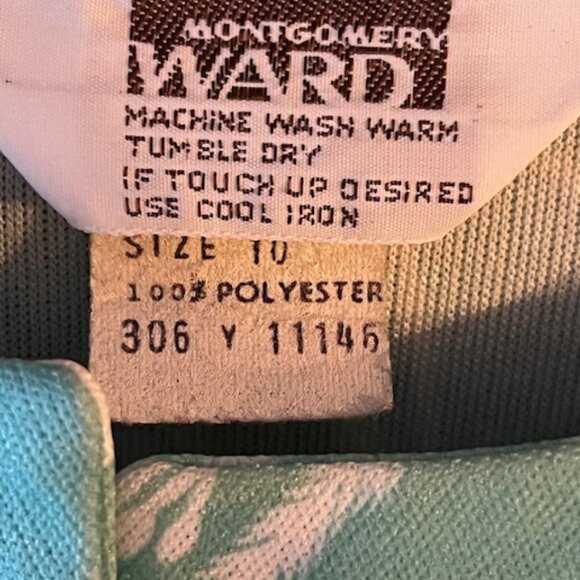 MONTGOMERY
WARD
MACHINE WASH WARM
TUMBLE DRY
IF TOUCH UP DESIRED
USE COOL IRON
SIZE 10
100% POLYESTER
306 Y 11146